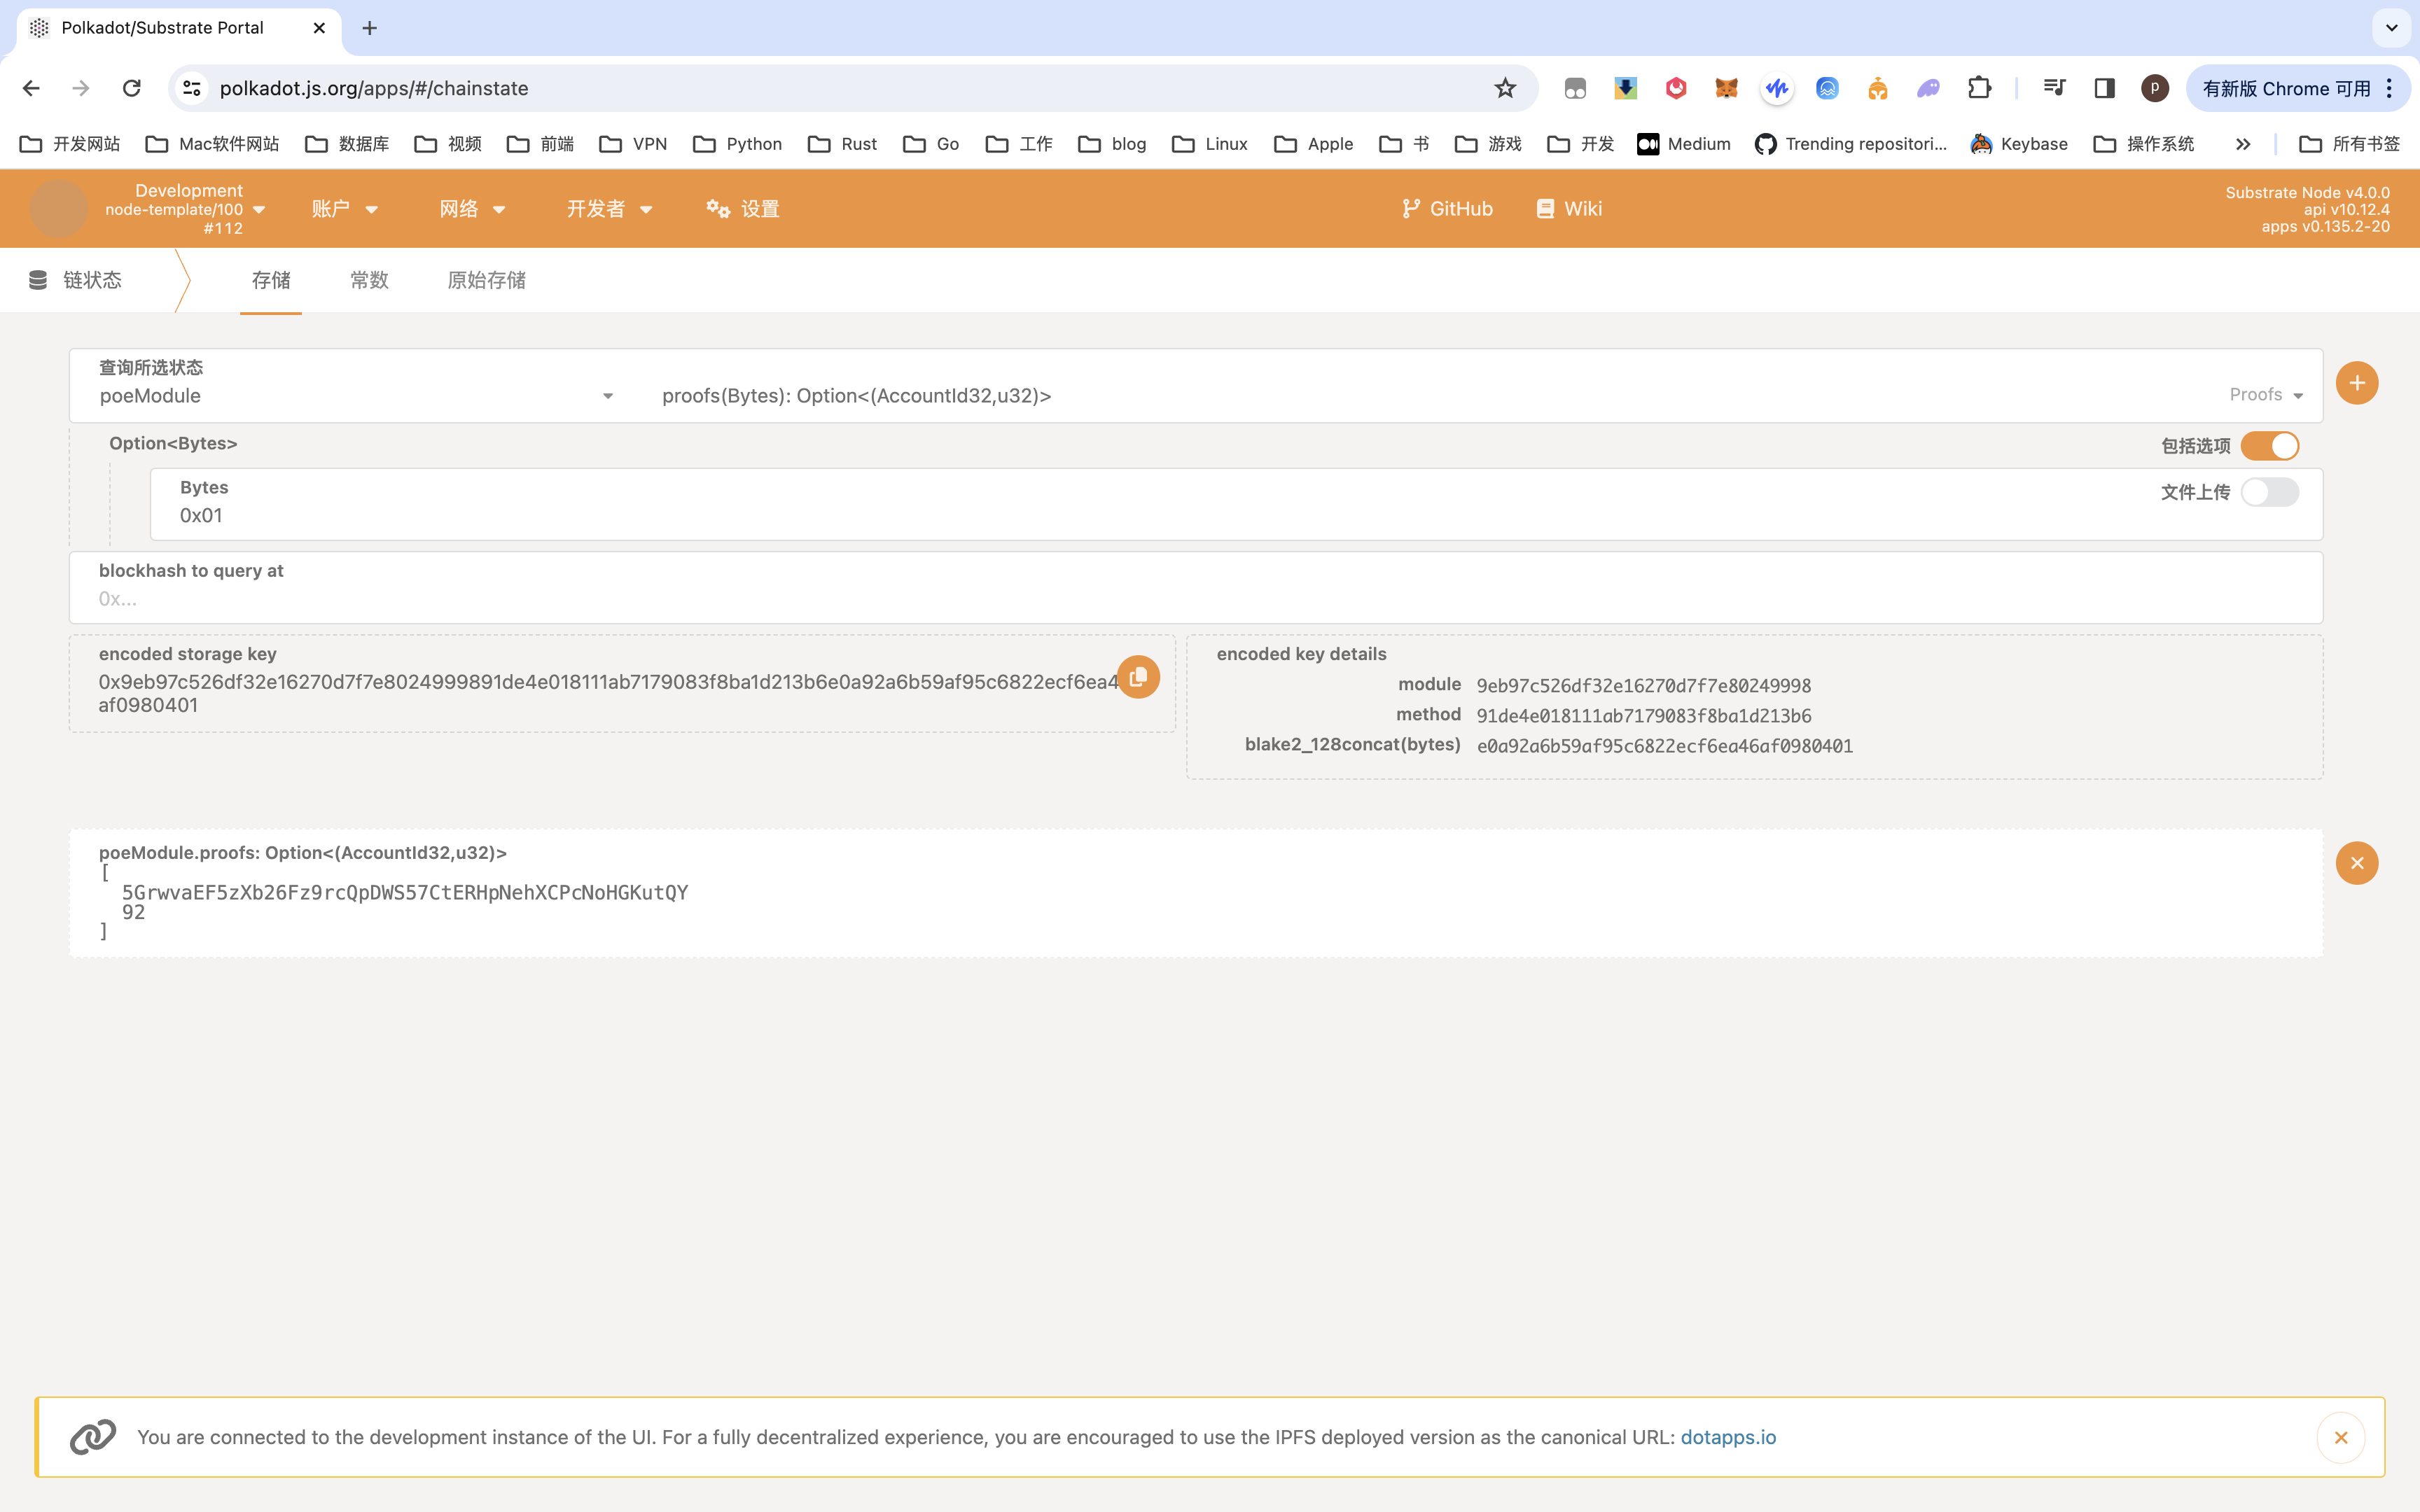 Polkadot/Substrate Portal
polkadot.js.org/apps/#/chainstate
p
有新版 Chrome 可用
开发网站 Mac软件网站 数据库 视频 前端 VPN Python Rust Go 工作 blog Linux Apple 书 游戏 开发 Medium Trending repositori... Keybase 操作系统 » 所有书签
Development
node-template/100
#112
账户 网络 开发者 设置
GitHub Wiki
Substrate Node v4.0.0
api v10.12.4
apps v0.135.2-20
链状态 存储 常数 原始存储
查询所选状态
poeModule
proofs(Bytes): Option<(AccountId32,u32)>
Proofs
Option<Bytes>
包括选项
Bytes
0x01
文件上传
blockhash to query at
0x...
encoded storage key
0x9eb97c526df32e16270d7f7e8024999891de4e018111ab7179083f8ba1d213b6e0a92a6b59af95c6822ecf6ea4
af0980401
encoded key details
module 9eb97c526df32e16270d7f7e80249998
method 91de4e018111ab7179083f8ba1d213b6
blake2_128concat(bytes) e0a92a6b59af95c6822ecf6ea46af0980401
poeModule.proofs: Option<(AccountId32,u32)>
[
5GrwvaEF5zXb26Fz9rcQpDWS57CtERHpNehXCPcNoHGKutQY
92
]
You are connected to the development instance of the UI. For a fully decentralized experience, you are encouraged to use the IPFS deployed version as the canonical URL: dotapps.io